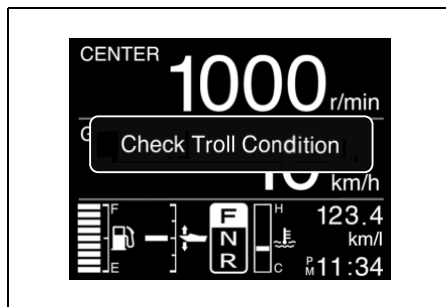 CENTER
1000 r/min
G
Check Troll Condition
km/h
F
E
F
N
R
H
C
123.4
km/l
PM 11:34